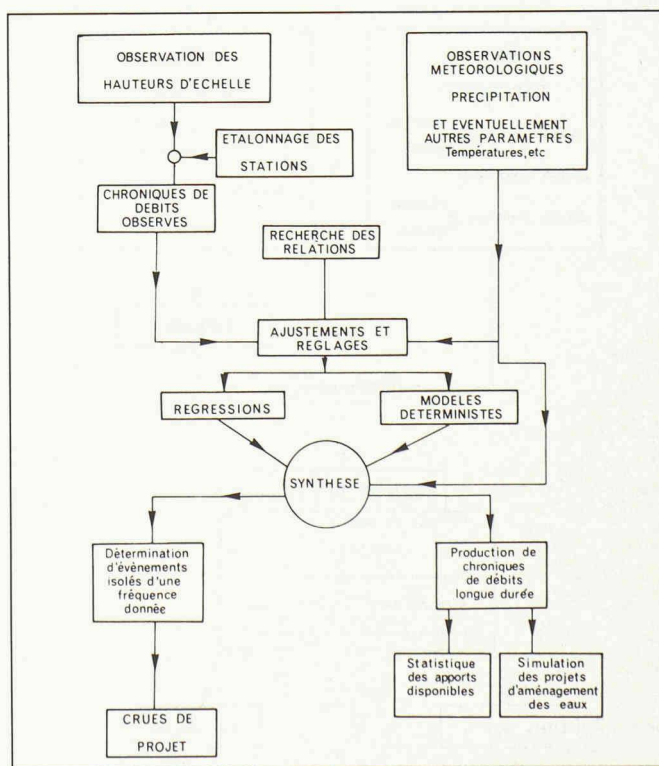 OBSERVATION DES
HAUTEURS D'ECHELLE
OBSERVATIONS
METEOROLOGIQUES
PRECIPITATION
ET EVENTUELLEMENT
AUTRES PARAMETRES
Températures, etc
ETALONNAGE DES
STATIONS
CHRONIQUES DE
DEBITS
OBSERVES
RECHERCHE DES
RELATIONS
AJUSTEMENTS ET
REGLAGES
REGRESSIONS
MODELES
DETERMINISTES
SYNTHESE
Détermination
d'évènements
isolés d'une
fréquence
donnée
Production de
chroniques
de débits
longue durée
Statistique
des apports
disponibles
Simulation
des projets
d'aménagement
des eaux
CRUES DE
PROJET